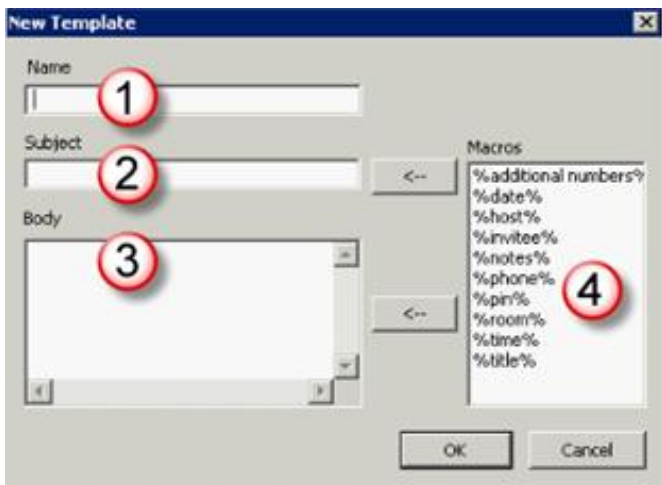 New Template
Name
1
Subject
2
<--
Macros
%additional numbers%
%date%
%host%
%invitee%
%notes%
%phone%
%pin%
%room%
%time%
%title%
4
Body
3
<--
OK
Cancel